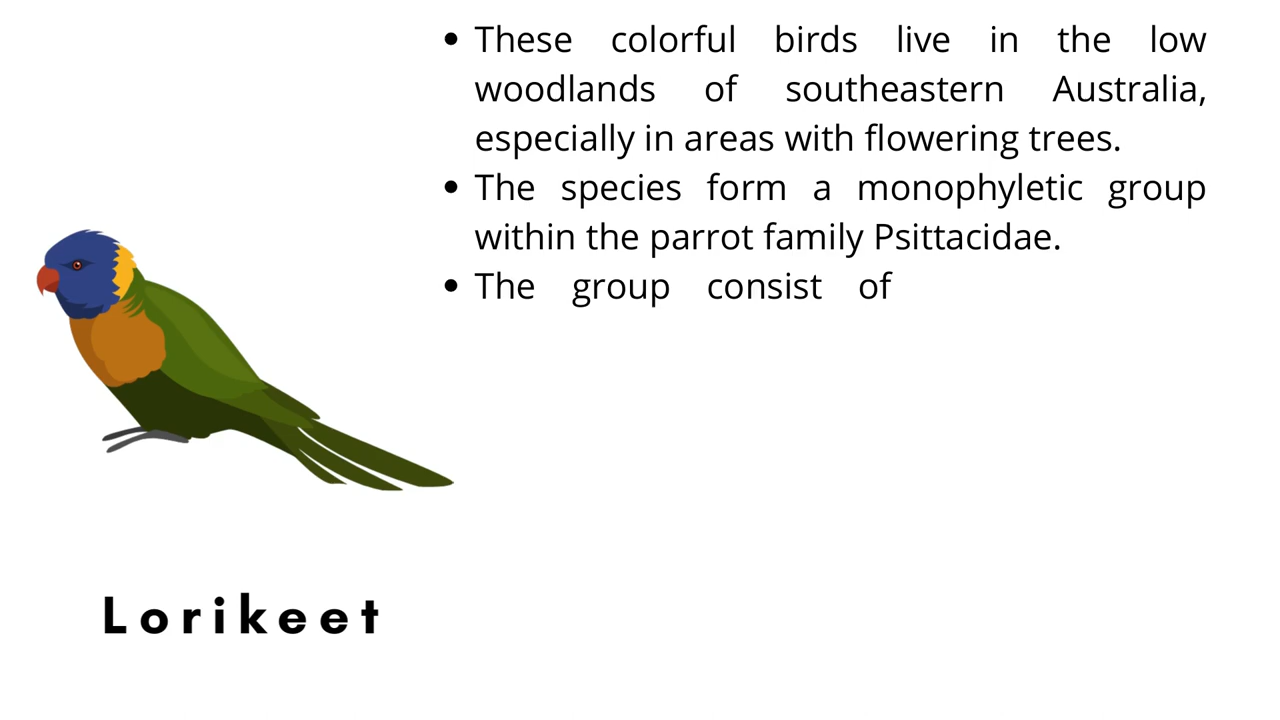 • These colorful birds live in the low
woodlands of southeastern Australia,
especially in areas with flowering trees.
• The species form a monophyletic group
within the parrot family Psittacidae.
• The group consist of
Lorikeet